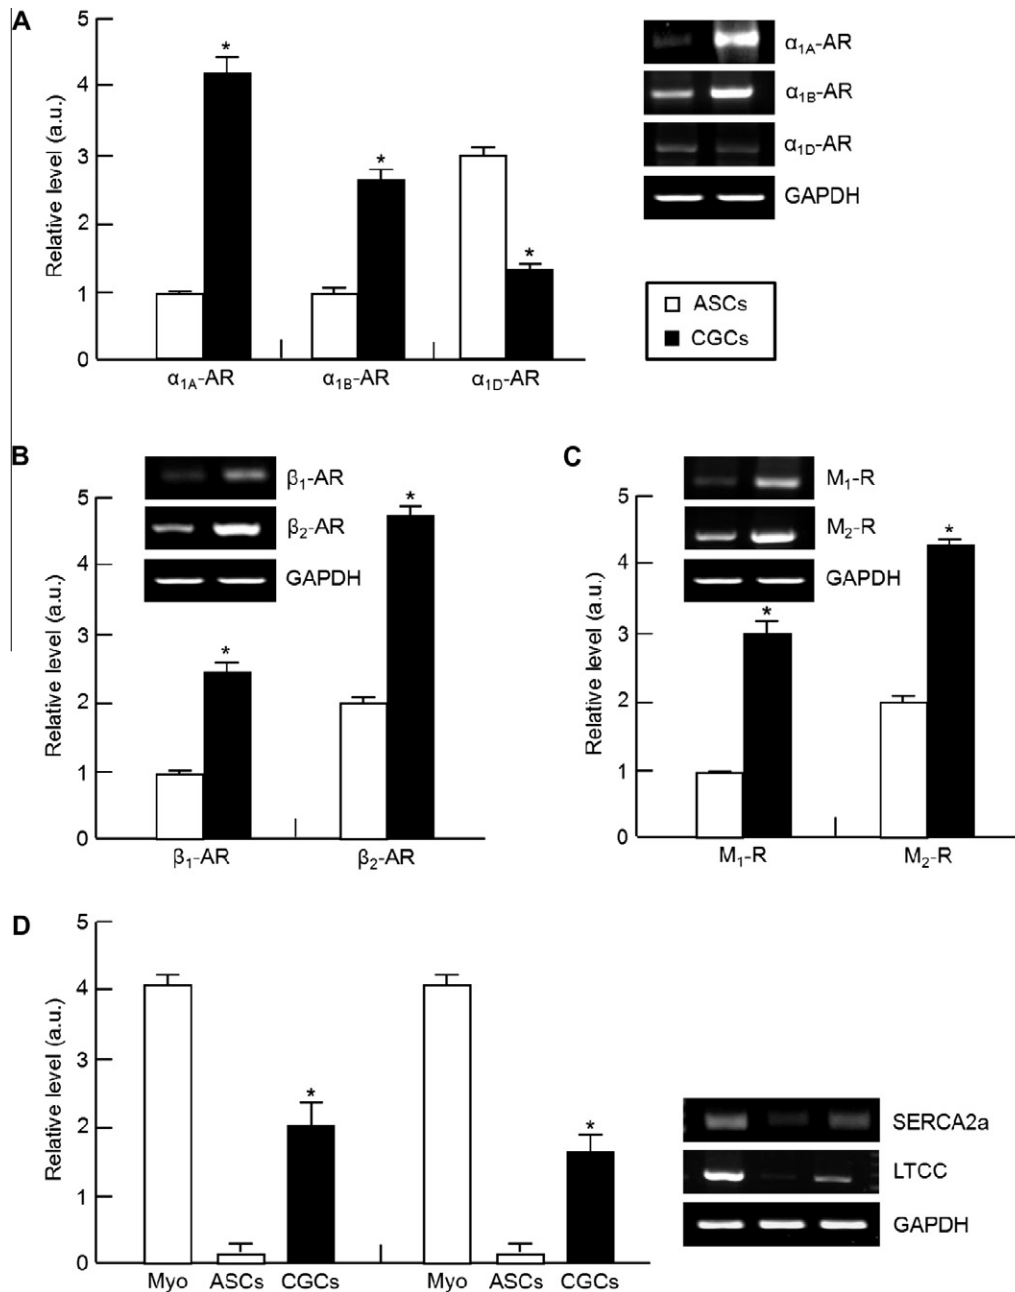 A
5
4
3
2
1
0
Relative level (a.u.)
*
*
*
α1A-AR
α1B-AR
α1D-AR
α1A-AR
α1B-AR
α1D-AR
GAPDH
ASCs
CGCs
B
β1-AR
β2-AR
GAPDH
5
4
3
2
1
0
Relative level (a.u.)
*
*
β1-AR
β2-AR
C
M1-R
M2-R
GAPDH
5
4
3
2
1
0
Relative level (a.u.)
*
*
M1-R
M2-R
D
5
4
3
2
1
0
Relative level (a.u.)
*
*
Myo ASCs CGCs Myo ASCs CGCs
SERCA2a
LTCC
GAPDH